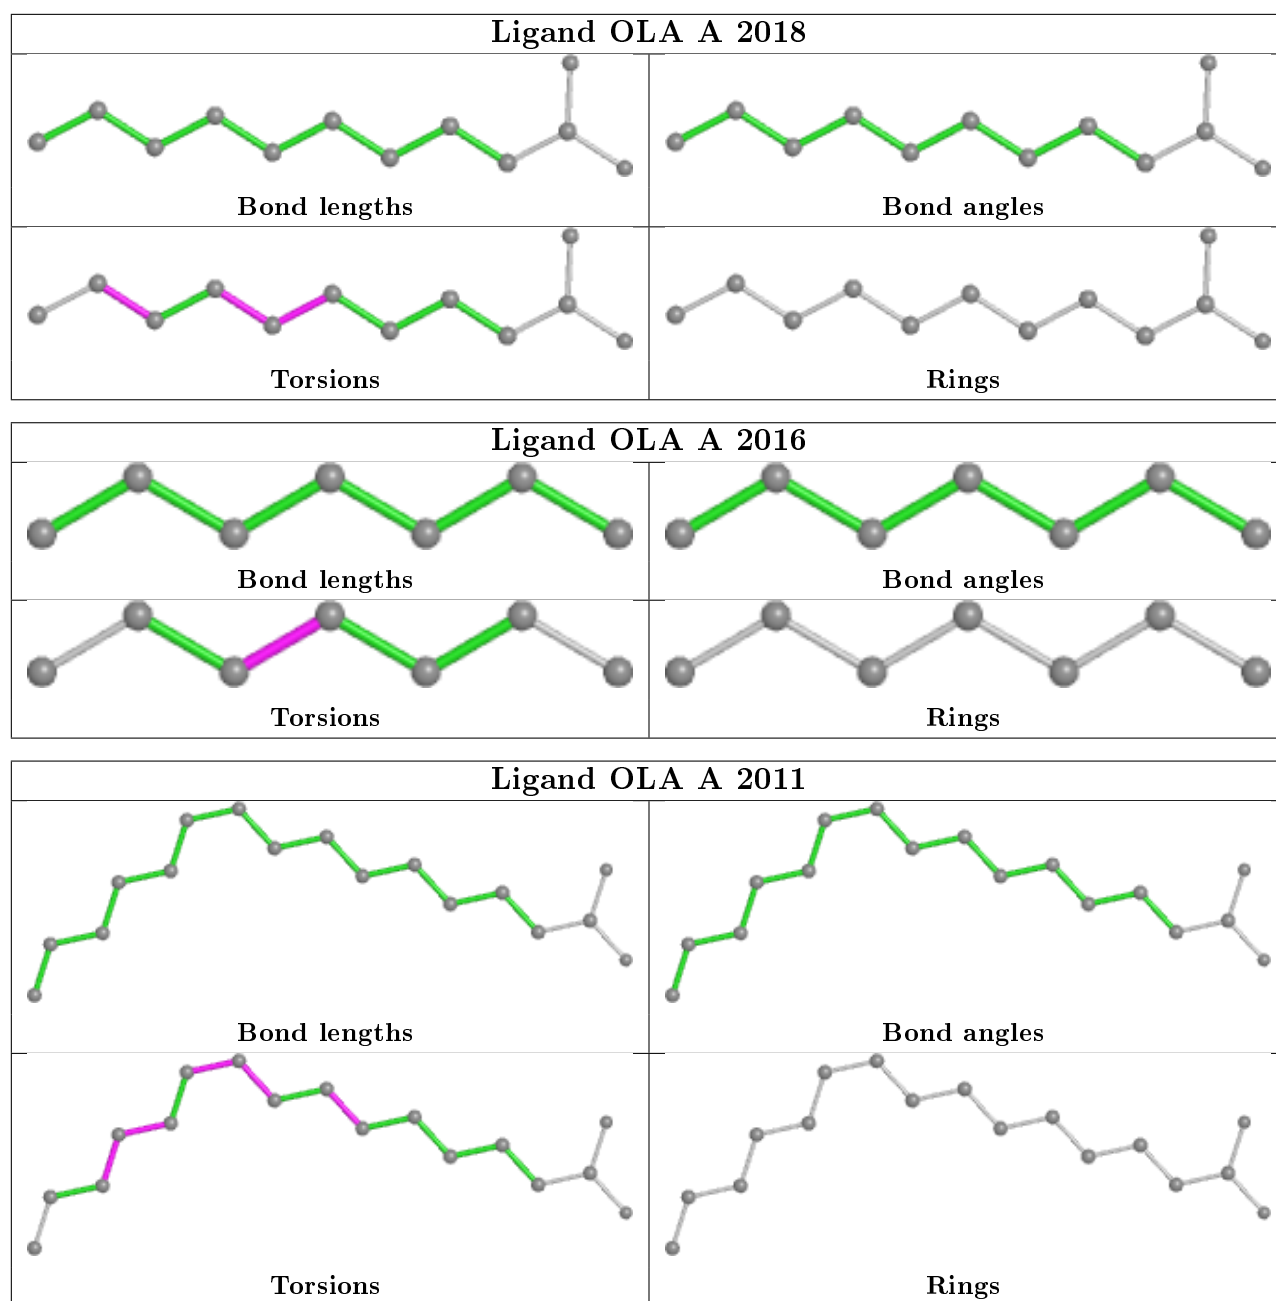 Ligand OLA A 2018
Bond lengths
Bond angles
Torsions
Rings
Ligand OLA A 2016
Bond lengths
Bond angles
Torsions
Rings
Ligand OLA A 2011
Bond lengths
Bond angles
Torsions
Rings